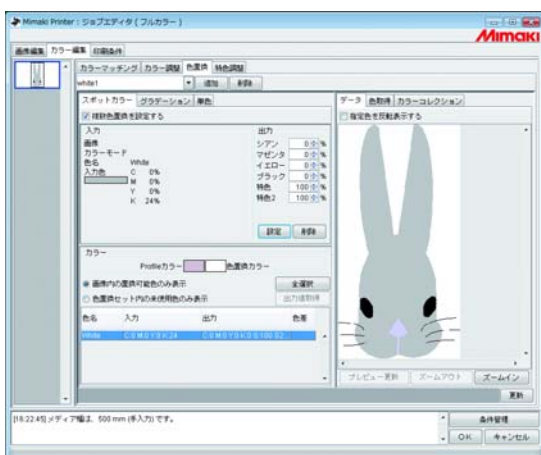 Mimaki Printer : ジョブエディタ ( フルカラー )
Mimaki
画像編集 カラー編集 印刷条件
カラーマッチング カラー調整 色置換 特色調整
white1 追加 削除
スポットカラー グラデーション 単色
複数色置換を設定する
入力
画像
カラーモード
色名 White
入力色 C 0%
M 0%
Y 0%
K 24%
出力
シアン 0 %
マゼンタ 0 %
イエロー 0 %
ブラック 0 %
特色 100 %
特色2 100 %
設定 削除
カラー
Profileカラー 色置換カラー
画像内の置換可能色のみ表示 全選択
色置換セット内の未使用色のみ表示 出力値取得
色名 入力 出力 色差
White C 0 M 0 Y 0 K 24
データ 色取得 カラーコレクション
指定色を反転表示する
プレビュー更新 ズームアウト ズームイン
更新
[18:22:45] メディア幅は、500 mm (手入力) です。
条件管理
OK キャンセル